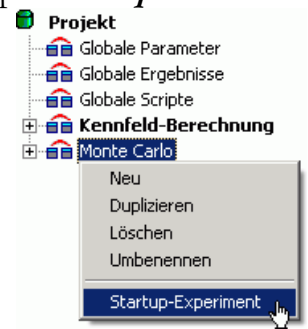 Projekt
Globale Parameter
Globale Ergebnisse
Globale Scripte
Kennfeld-Berechnung
Monte Carlo
Neu
Duplizieren
Löschen
Umbenennen
Startup-Experiment